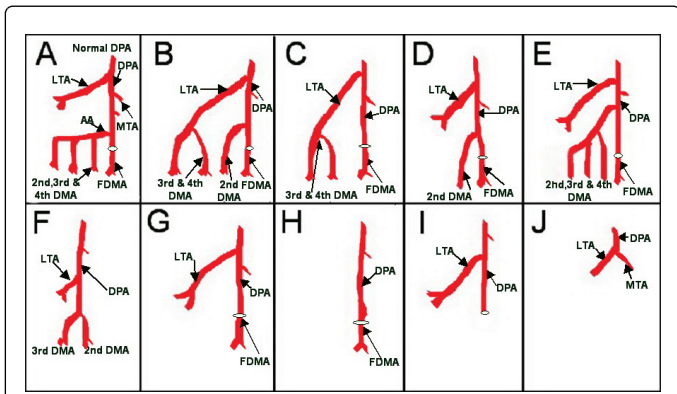 A
Normal DPA
DPA
LTA
MTA
AA
2nd,3rd &
4th DMA
FDMA
B
LTA
DPA
3rd & 4th
DMA
2nd
DMA
FDMA
C
LTA
DPA
3rd & 4th DMA
FDMA
D
LTA
DPA
2nd DMA
FDMA
E
LTA
DPA
2nd,3rd & 4th
DMA
FDMA
F
LTA
DPA
3rd DMA
2nd DMA
G
LTA
DPA
FDMA
H
DPA
FDMA
I
LTA
DPA
J
DPA
LTA
MTA